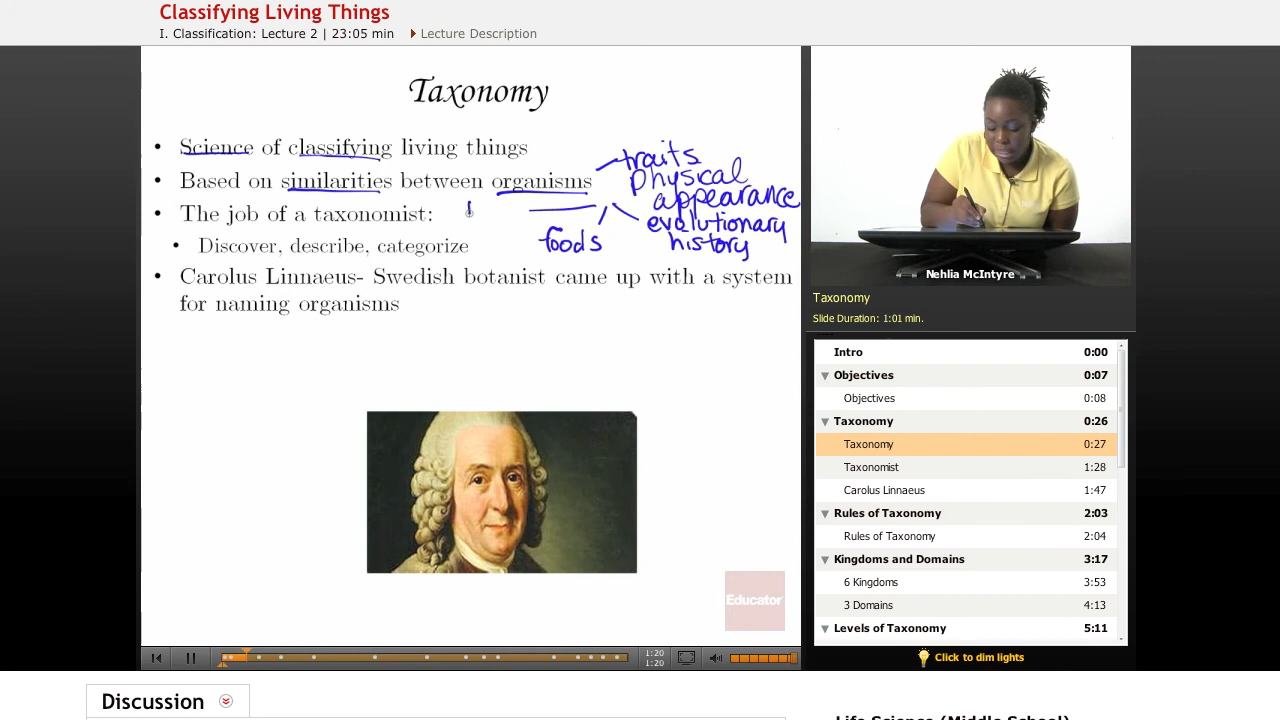 Classifying Living Things
I. Classification: Lecture 2 | 23:05 min Lecture Description
Taxonomy
• Science of classifying living things
• Based on similarities between organisms
• The job of a taxonomist:
• Discover, describe, categorize
• Carolus Linnaeus- Swedish botanist came up with a system
for naming organisms
traits
physical
appearance
evolutionary
history
foods
Educator
Nehlia McIntyre
Taxonomy
Slide Duration: 1:01 min.
Intro 0:00
Objectives 0:07
Objectives 0:08
Taxonomy 0:26
Taxonomy 0:27
Taxonomist 1:28
Carolus Linnaeus 1:47
Rules of Taxonomy 2:03
Rules of Taxonomy 2:04
Kingdoms and Domains 3:17
6 Kingdoms 3:53
3 Domains 4:13
Levels of Taxonomy 5:11
1:20
1:20
Click to dim lights
Discussion
Life Science (Middle School)